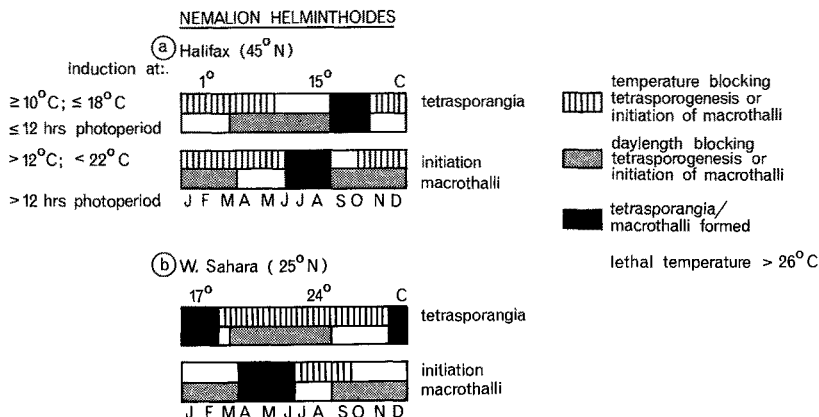 NEMALION HELMINTHOIDES
ⓐ Halifax (45°N)
induction at:.
1° 15° C
≥10°C; ≤18°C
≤12 hrs photoperiod
tetrasporangia
>12°C; <22°C
>12 hrs photoperiod
initiation
macrothalli
J F M A M J J A S O N D
ⓑ W. Sahara (25°N)
17° 24° C
tetrasporangia
initiation
macrothalli
J F M A M J J A S O N D
temperature blocking
tetrasporogenesis or
initiation of macrothalli
daylength blocking
tetrasporogenesis or
initiation of macrothalli
tetrasporangia/
macrothalli formed
lethal temperature >26°C